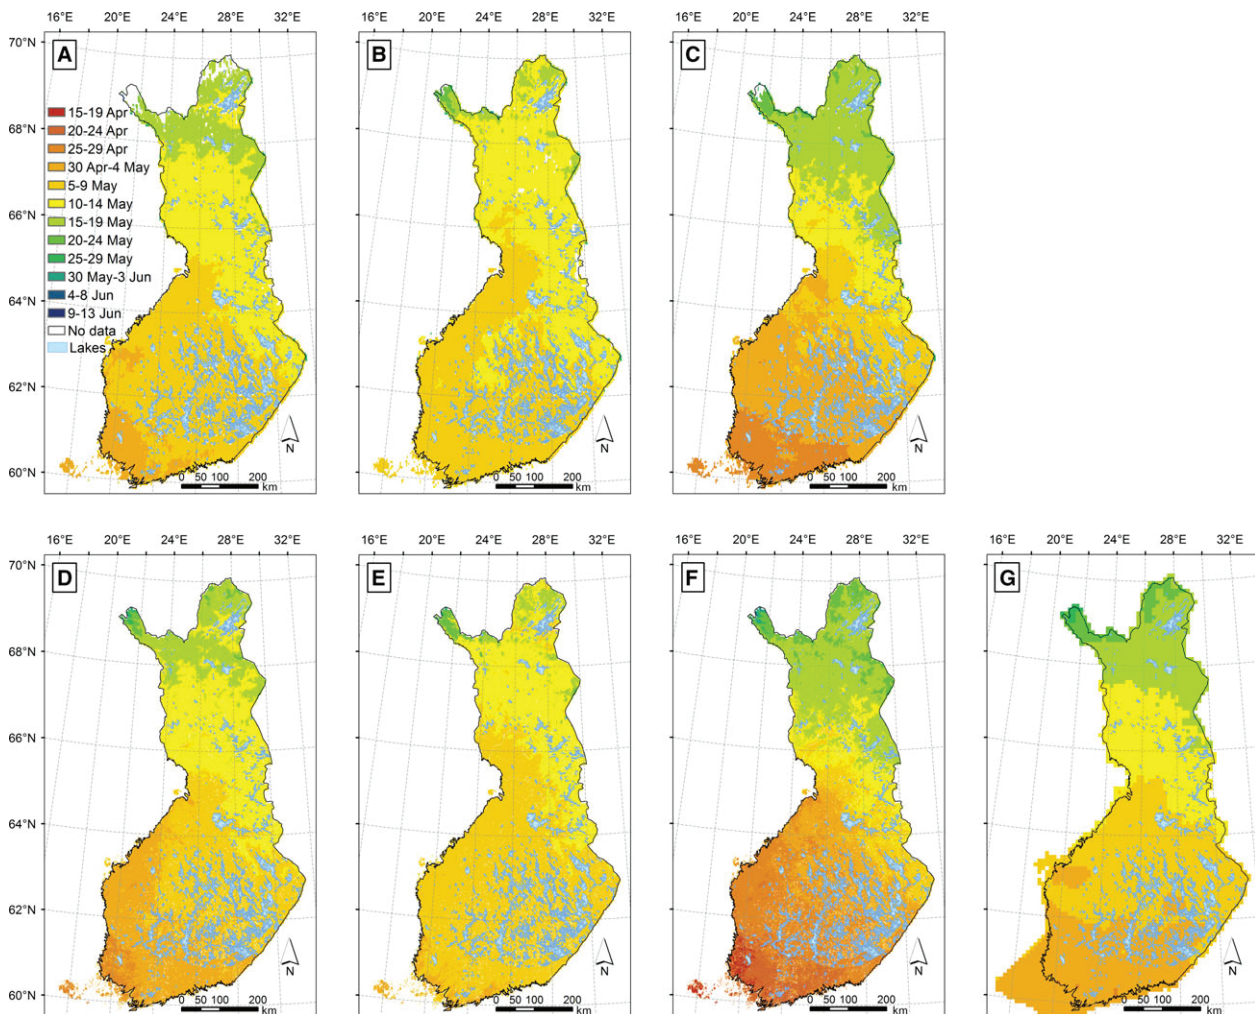 16°E 20°E 24°E 28°E 32°E 16°E 20°E 24°E 28°E 32°E 16°E 20°E 24°E 28°E 32°E
70°N
A B C
15-19 Apr
68°N
20-24 Apr
25-29 Apr
30 Apr-4 May
5-9 May
10-14 May
66°N
15-19 May
20-24 May
25-29 May
30 May-3 Jun
4-8 Jun
64°N
9-13 Jun
No data
Lakes
62°N
N N N
60°N
0 50 100 200 0 50 100 200 0 50 100 200
km km km
16°E 20°E 24°E 28°E 32°E 16°E 20°E 24°E 28°E 32°E 16°E 20°E 24°E 28°E 32°E 16°E 20°E 24°E 28°E 32°E
70°N
D E F G
68°N
66°N
64°N
62°N
N N N N
60°N
0 50 100 200 0 50 100 200 0 50 100 200 0 50 100 200
km km km km